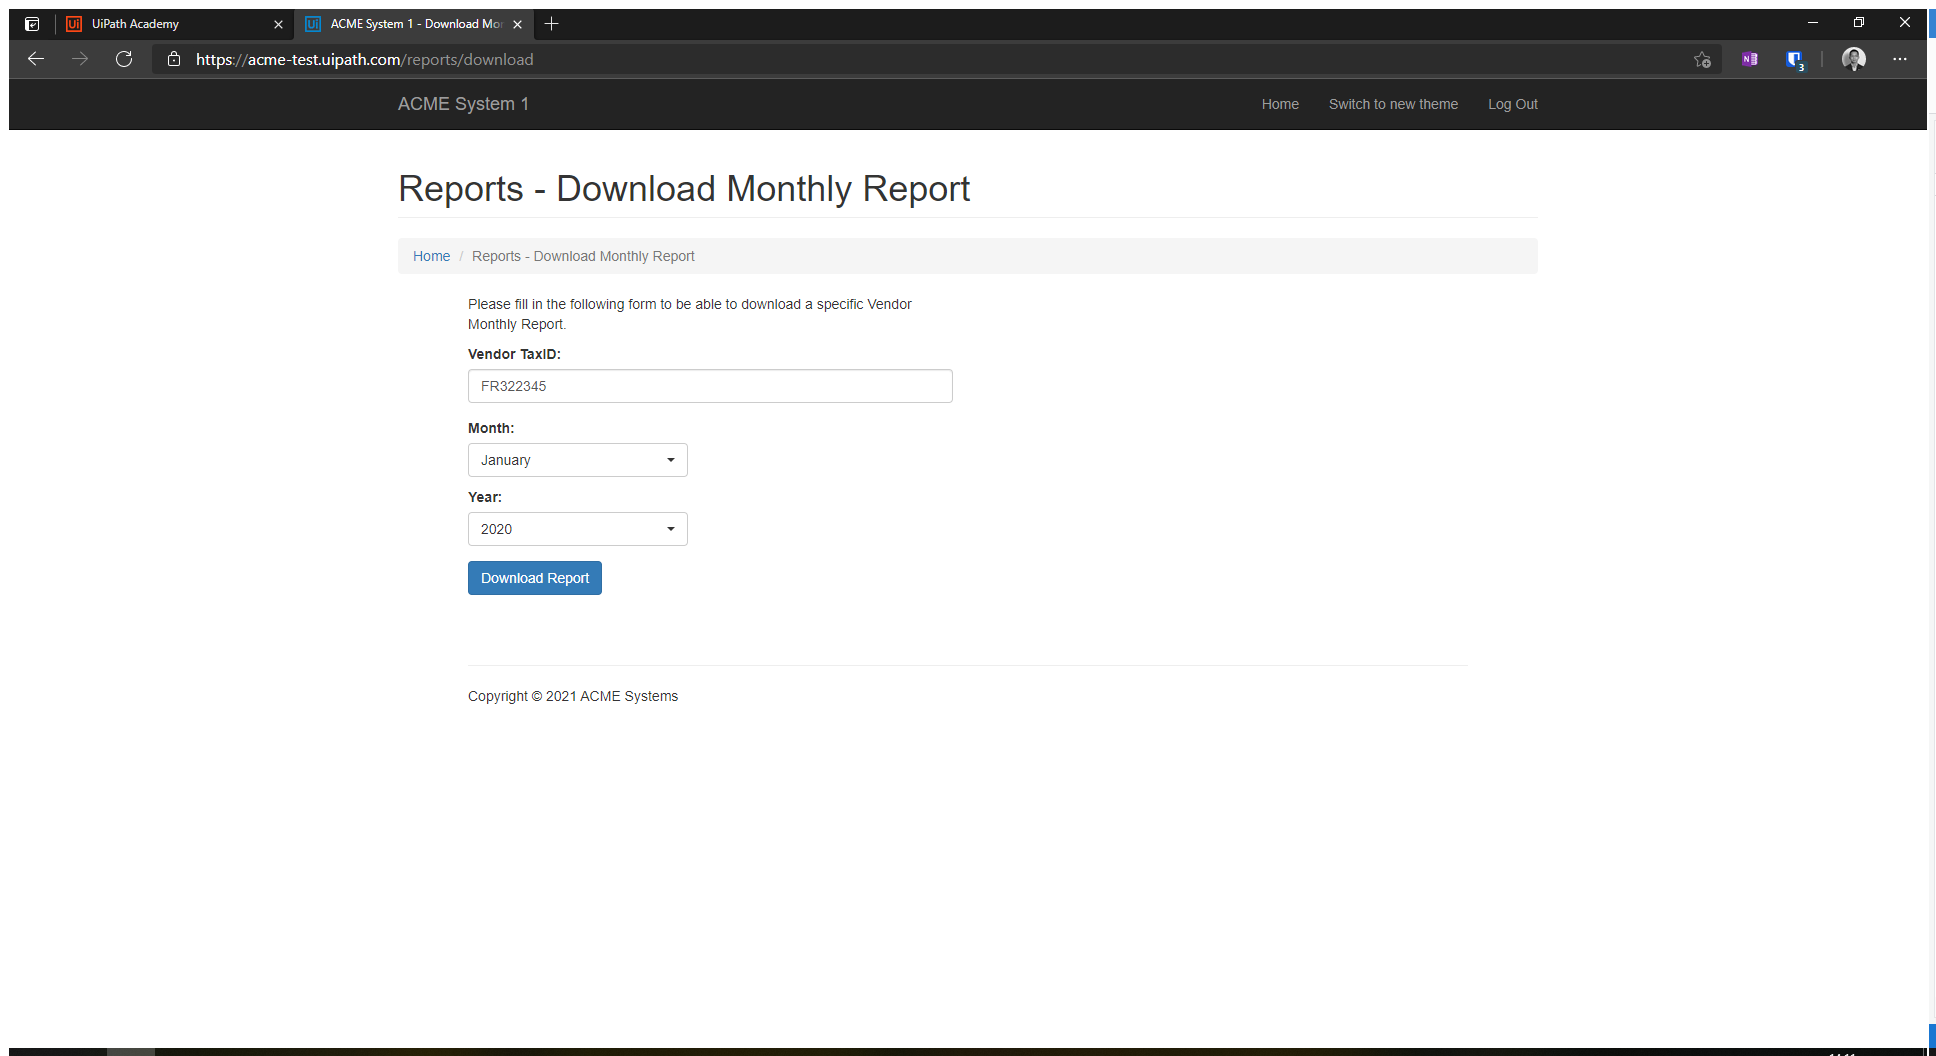 UiPath Academy
ACME System 1 - Download Mo
https://acme-test.uipath.com/reports/download
3
ACME System 1
Home
Switch to new theme
Log Out
Reports - Download Monthly Report
Home / Reports - Download Monthly Report
Please fill in the following form to be able to download a specific Vendor
Monthly Report.
Vendor TaxID:
FR322345
Month:
January
Year:
2020
Download Report
Copyright © 2021 ACME Systems